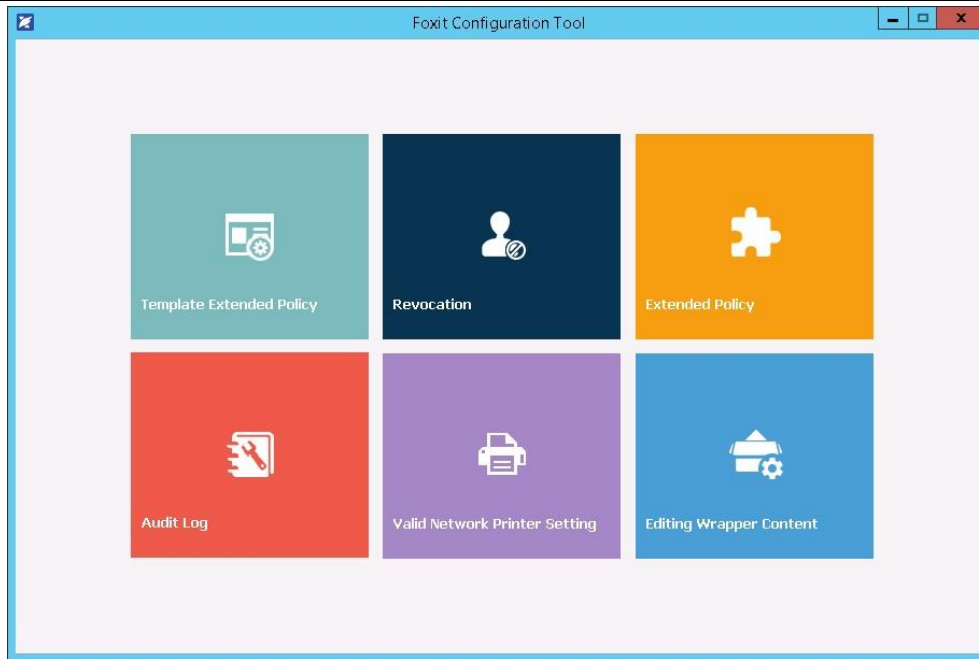 Foxit Configuration Tool
Template Extended Policy
Revocation
Extended Policy
Audit Log
Valid Network Printer Setting
Editing Wrapper Content